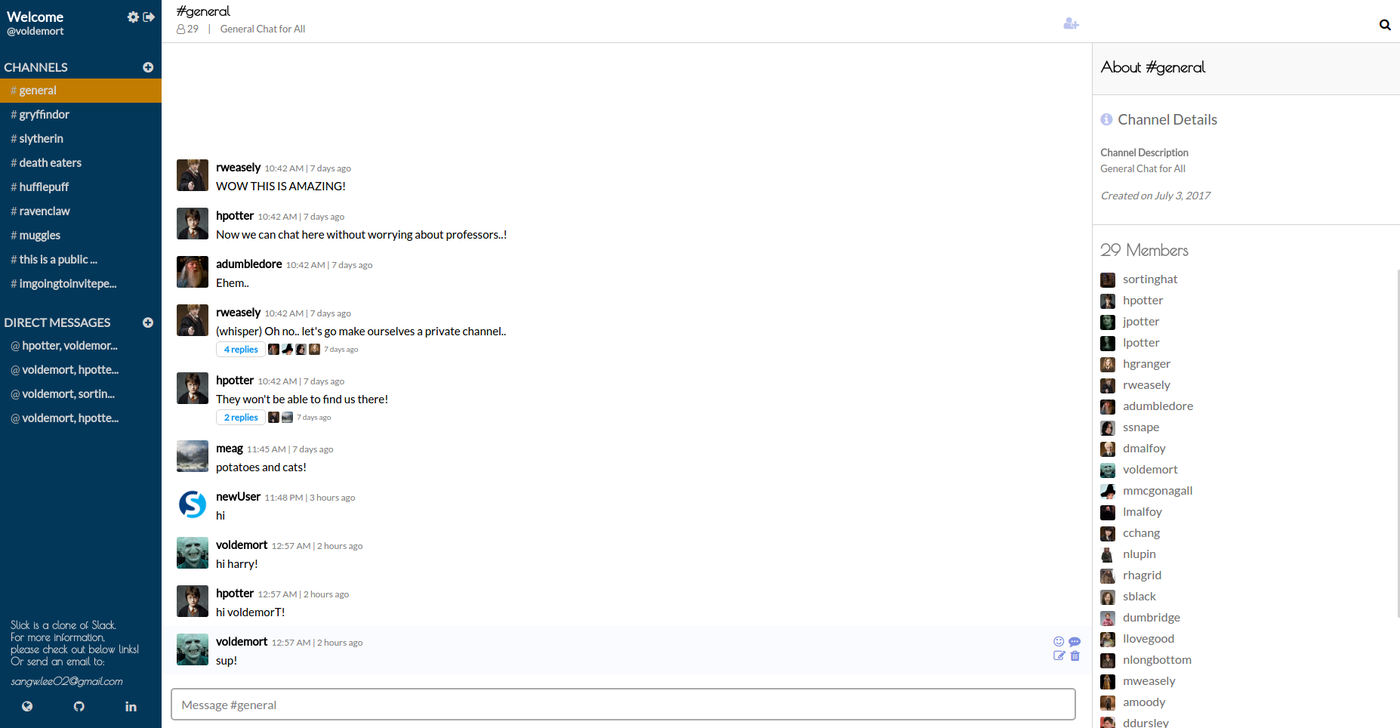 Welcome
@voldemort
CHANNELS
# general
# gryffindor
# slytherin
# death eaters
# hufflepuff
# ravenclaw
# muggles
# this is a public ...
# imgoingtoinvitepe...
DIRECT MESSAGES
@ hpotter, voldemor...
@ voldemort, hpotte...
@ voldemort, sortin...
@ voldemort, hpotte...
Slick is a clone of Slack.
For more information,
please check out below links!
Or send an email to:
sangw.lee02@gmail.com
in
#general
29 | General Chat for All
rweasely 10:42 AM | 7 days ago
WOW THIS IS AMAZING!
hpotter 10:42 AM | 7 days ago
Now we can chat here without worrying about professors..!
adumbledore 10:42 AM | 7 days ago
Ehem..
rweasely 10:42 AM | 7 days ago
(whisper) Oh no.. let's go make ourselves a private channel..
4 replies 7 days ago
hpotter 10:42 AM | 7 days ago
They won't be able to find us there!
2 replies 7 days ago
meag 11:45 AM | 7 days ago
potatoes and cats!
newUser 11:48 PM | 3 hours ago
hi
voldemort 12:57 AM | 2 hours ago
hi harry!
hpotter 12:57 AM | 2 hours ago
hi voldemorT!
voldemort 12:57 AM | 2 hours ago
sup!
Message #general
About #general
Channel Details
Channel Description
General Chat for All
Created on July 3, 2017
29 Members
sortinghat
hpotter
jpotter
lpotter
hgranger
rweasely
adumbledore
ssnape
dmalfoy
voldemort
mmcgonagall
lmalfoy
cchang
nlupin
rhagrid
sblack
dumbridge
llovegood
nlongbottom
mweasely
amoody
ddursley